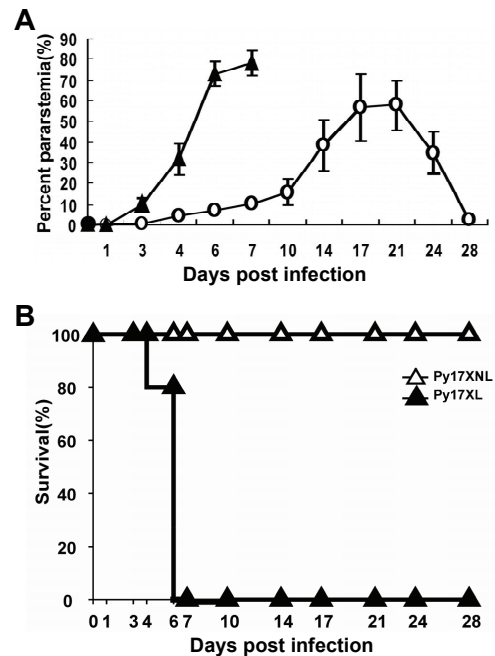 A
90
80
70
60
50
40
30
20
10
0
Percent pararstemia(%)
1 3 4 6 7 10 14 17 21 24 28
Days post infection
B
100
80
60
40
20
0
Survival(%)
Py17XNL
Py17XL
0 1 3 4 6 7 10 14 17 21 24 28
Days post infection